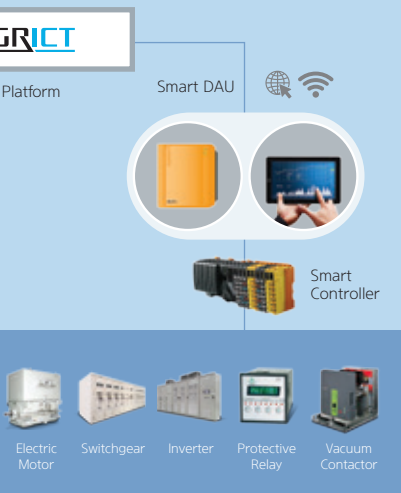 GRICT
Platform
Smart DAU
Smart
Controller
Electric
Motor
Switchgear
Inverter
Protective
Relay
Vacuum
Contactor